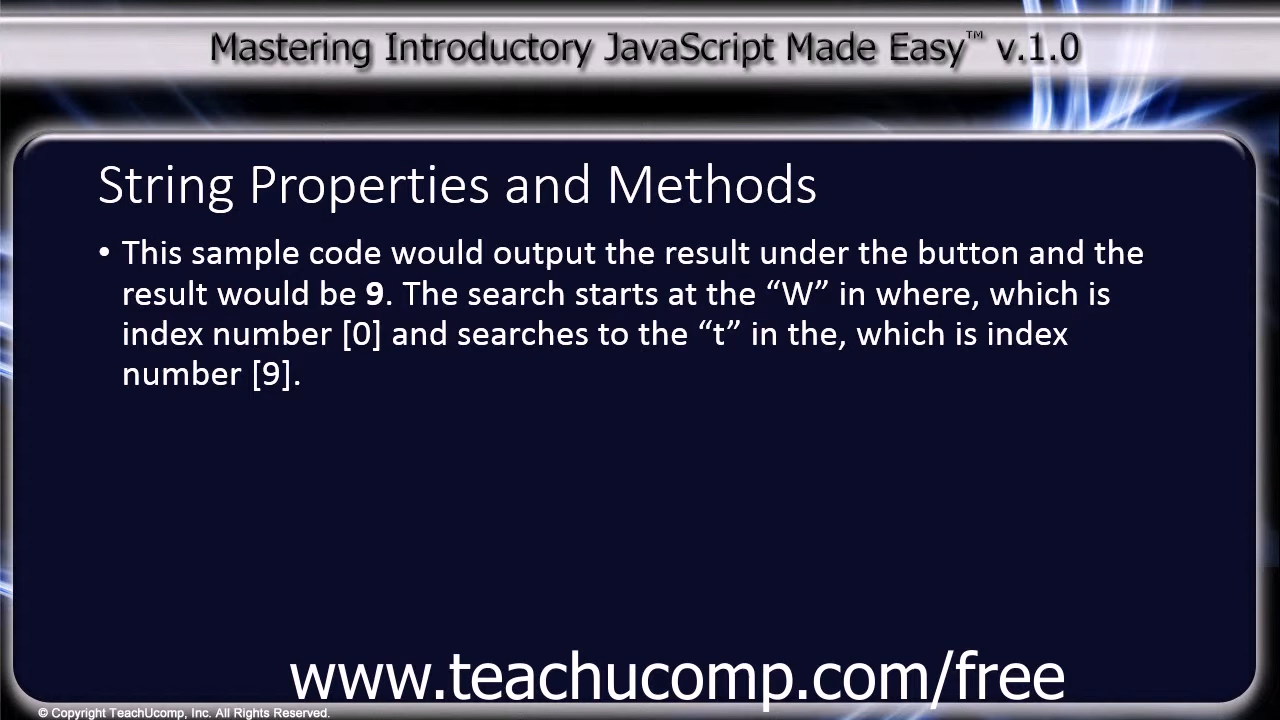 Mastering Introductory JavaScript Made Easy™ v.1.0
String Properties and Methods
• This sample code would output the result under the button and the
result would be 9. The search starts at the “W” in where, which is
index number [0] and searches to the “t” in the, which is index
number [9].
www.teachucomp.com/free
© Copyright TeachUcomp, Inc. All Rights Reserved.